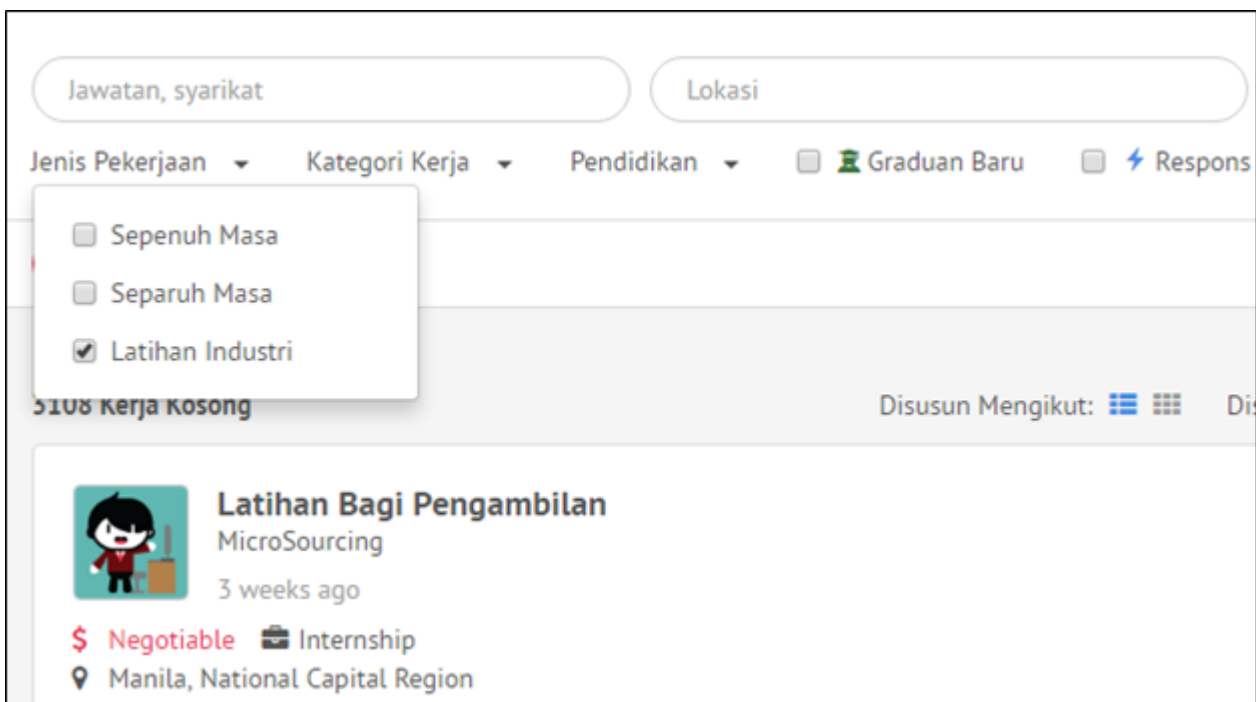 Jawatan, syarikat Lokasi
Jenis Pekerjaan Kategori Kerja Pendidikan Graduan Baru Respons
Sepenuh Masa
Separuh Masa
Latihan Industri
5108 Kerja Kosong Disusun Mengikut:
Latihan Bagi Pengambilan
MicroSourcing
3 weeks ago
$ Negotiable Internship
Manila, National Capital Region